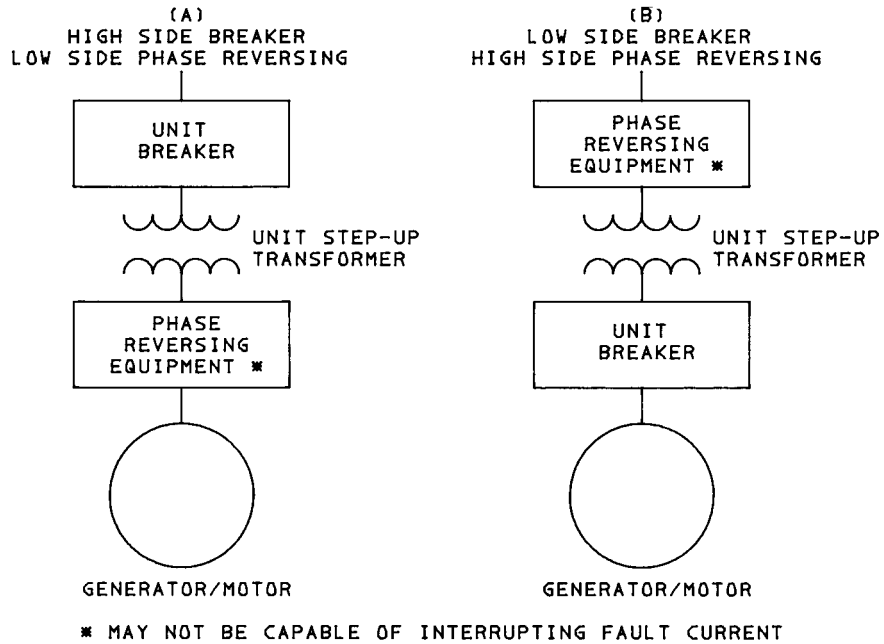 (A)
HIGH SIDE BREAKER
LOW SIDE PHASE REVERSING
UNIT
BREAKER
UNIT STEP-UP
TRANSFORMER
PHASE
REVERSING
EQUIPMENT *
GENERATOR/MOTOR
(B)
LOW SIDE BREAKER
HIGH SIDE PHASE REVERSING
PHASE
REVERSING
EQUIPMENT *
UNIT STEP-UP
TRANSFORMER
UNIT
BREAKER
GENERATOR/MOTOR
* MAY NOT BE CAPABLE OF INTERRUPTING FAULT CURRENT